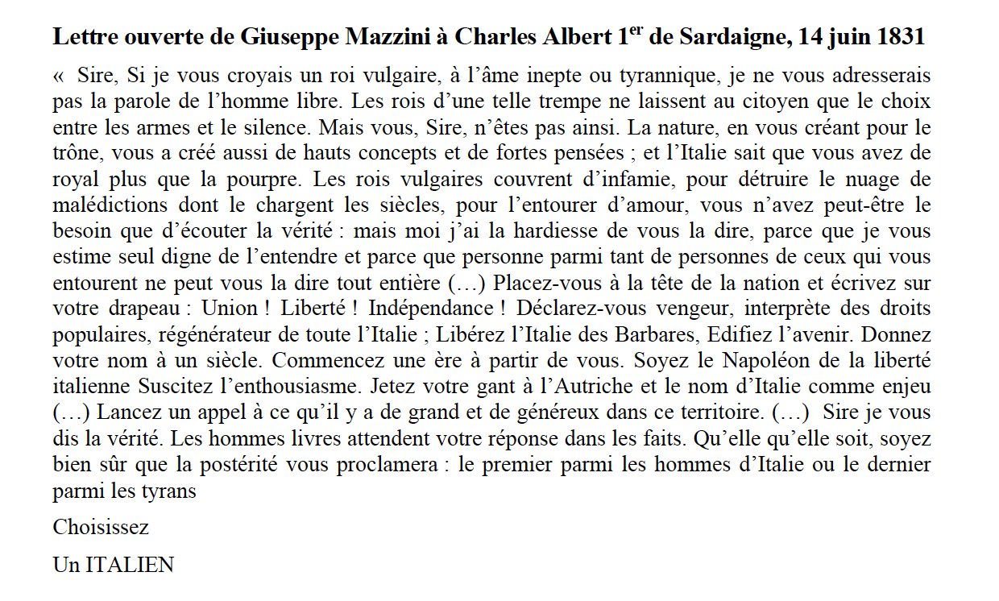 Lettre ouverte de Giuseppe Mazzini à Charles Albert 1er de Sardaigne, 14 juin 1831
« Sire, Si je vous croyais un roi vulgaire, à l’âme inepte ou tyrannique, je ne vous adresserais
pas la parole de l’homme libre. Les rois d’une telle trempe ne laissent au citoyen que le choix
entre les armes et le silence. Mais vous, Sire, n’êtes pas ainsi. La nature, en vous créant pour le
trône, vous a créé aussi de hauts concepts et de fortes pensées ; et l’Italie sait que vous avez de
royal plus que la pourpre. Les rois vulgaires couvrent d’infamie, pour détruire le nuage de
malédictions dont le chargent les siècles, pour l’entourer d’amour, vous n’avez peut-être le
besoin que d’écouter la vérité : mais moi j’ai la hardiesse de vous la dire, parce que je vous
estime seul digne de l’entendre et parce que personne parmi tant de personnes de ceux qui vous
entourent ne peut vous la dire tout entière (…) Placez-vous à la tête de la nation et écrivez sur
votre drapeau : Union ! Liberté ! Indépendance ! Déclarez-vous vengeur, interprète des droits
populaires, régénérateur de toute l’Italie ; Libérez l’Italie des Barbares, Edifiez l’avenir. Donnez
votre nom à un siècle. Commencez une ère à partir de vous. Soyez le Napoléon de la liberté
italienne Suscitez l’enthousiasme. Jetez votre gant à l’Autriche et le nom d’Italie comme enjeu
(…) Lancez un appel à ce qu’il y a de grand et de généreux dans ce territoire. (…) Sire je vous
dis la vérité. Les hommes livres attendent votre réponse dans les faits. Qu’elle qu’elle soit, soyez
bien sûr que la postérité vous proclamera : le premier parmi les hommes d’Italie ou le dernier
parmi les tyrans
Choisissez
Un ITALIEN